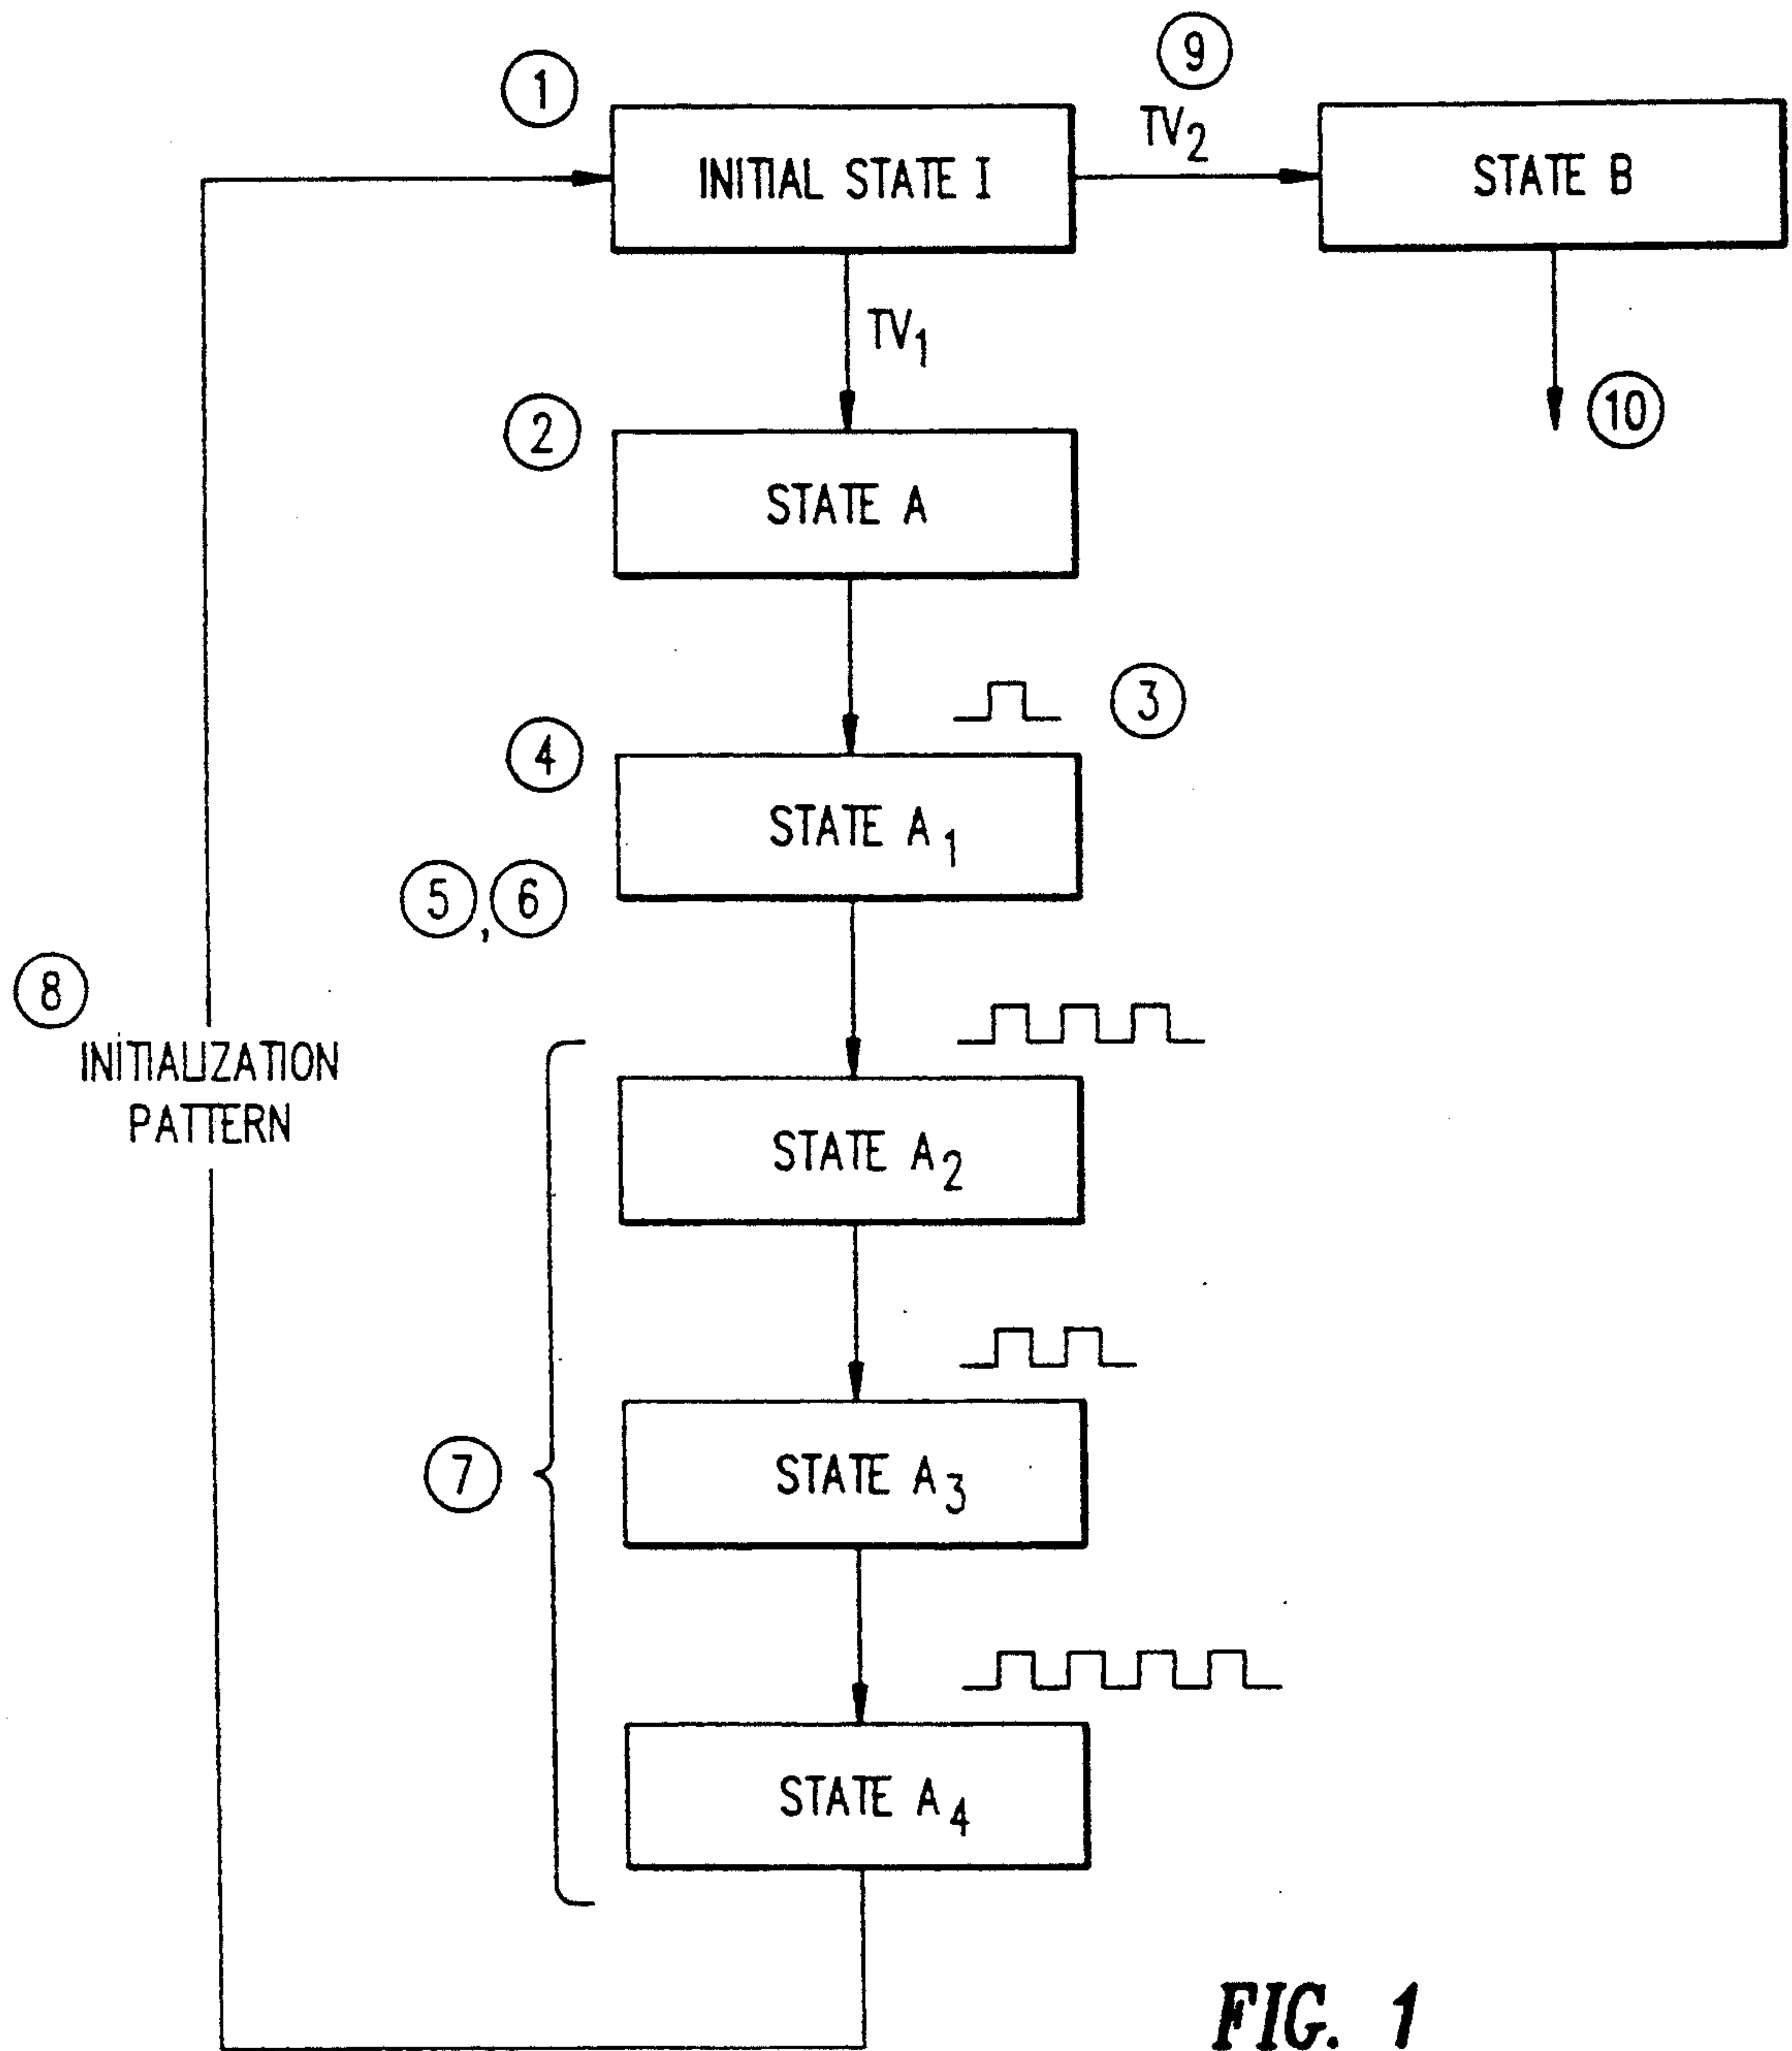 1
INITIAL STATE I
9
TV2
STATE B
TV1
10
2
STATE A
3
4
STATE A1
5, 6
8
INITIALIZATION
PATTERN
STATE A2
7
STATE A3
STATE A4
FIG. 1